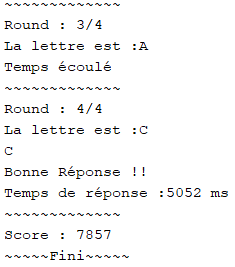 ~~~~~~~~~~~~~
Round : 3/4
La lettre est :A
Temps écoulé
~~~~~~~~~~~~~
Round : 4/4
La lettre est :C
C
Bonne Réponse !!
Temps de réponse :5052 ms
~~~~~~~~~~~~~
Score : 7857
~~~~~Fini~~~~~